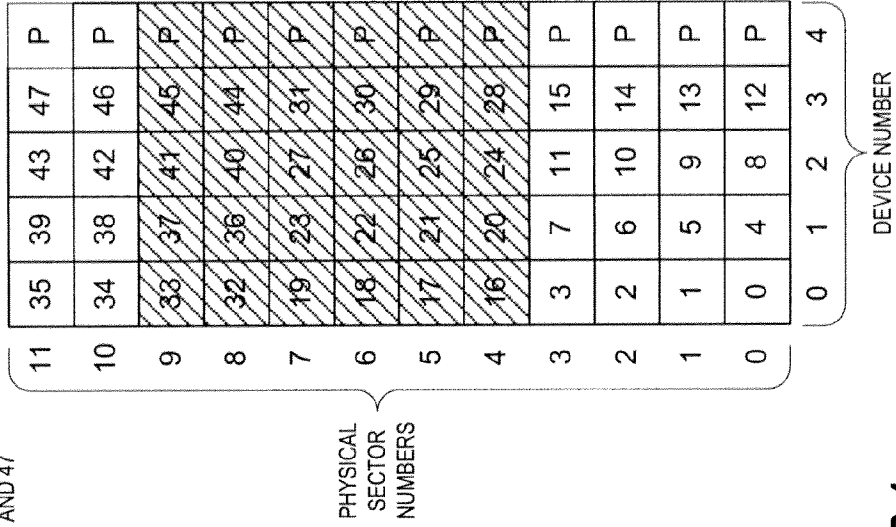 AND 47
11 35 39 43 47 P
10 34 38 42 46 P
9 33 37 41 45 P
8 32 36 40 44 P
7 19 23 27 31 P
6 18 22 26 30 P
5 17 21 25 29 P
4 16 20 24 28 P
3 3 7 11 15 P
2 2 6 10 14 P
1 1 5 9 13 P
0 0 4 8 12 P
0 1 2 3 4
PHYSICAL
SECTOR
NUMBERS
DEVICE NUMBER